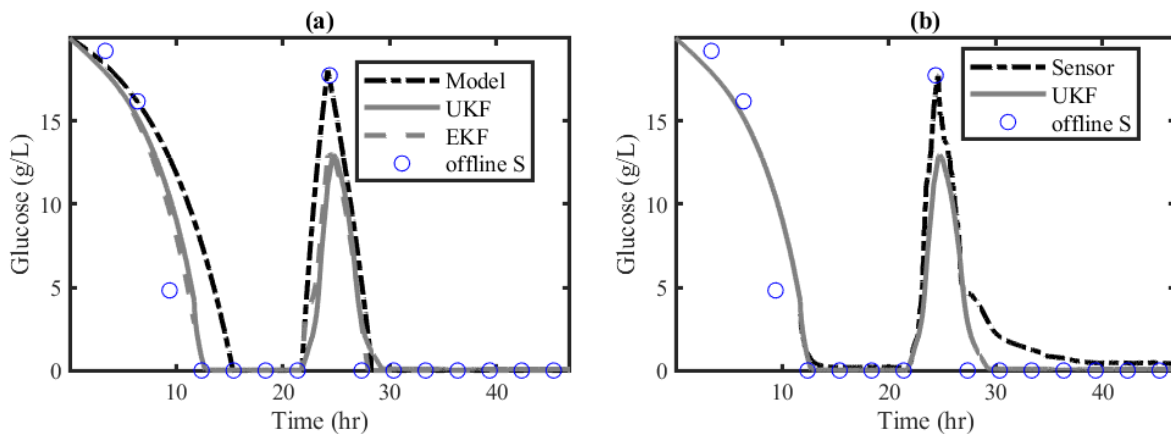 (a)
Model
UKF
EKF
offline S
15
10
5
0
10
20
30
40
Glucose (g/L)
Time (hr)
(b)
Sensor
UKF
offline S
15
10
5
0
10
20
30
40
Glucose (g/L)
Time (hr)